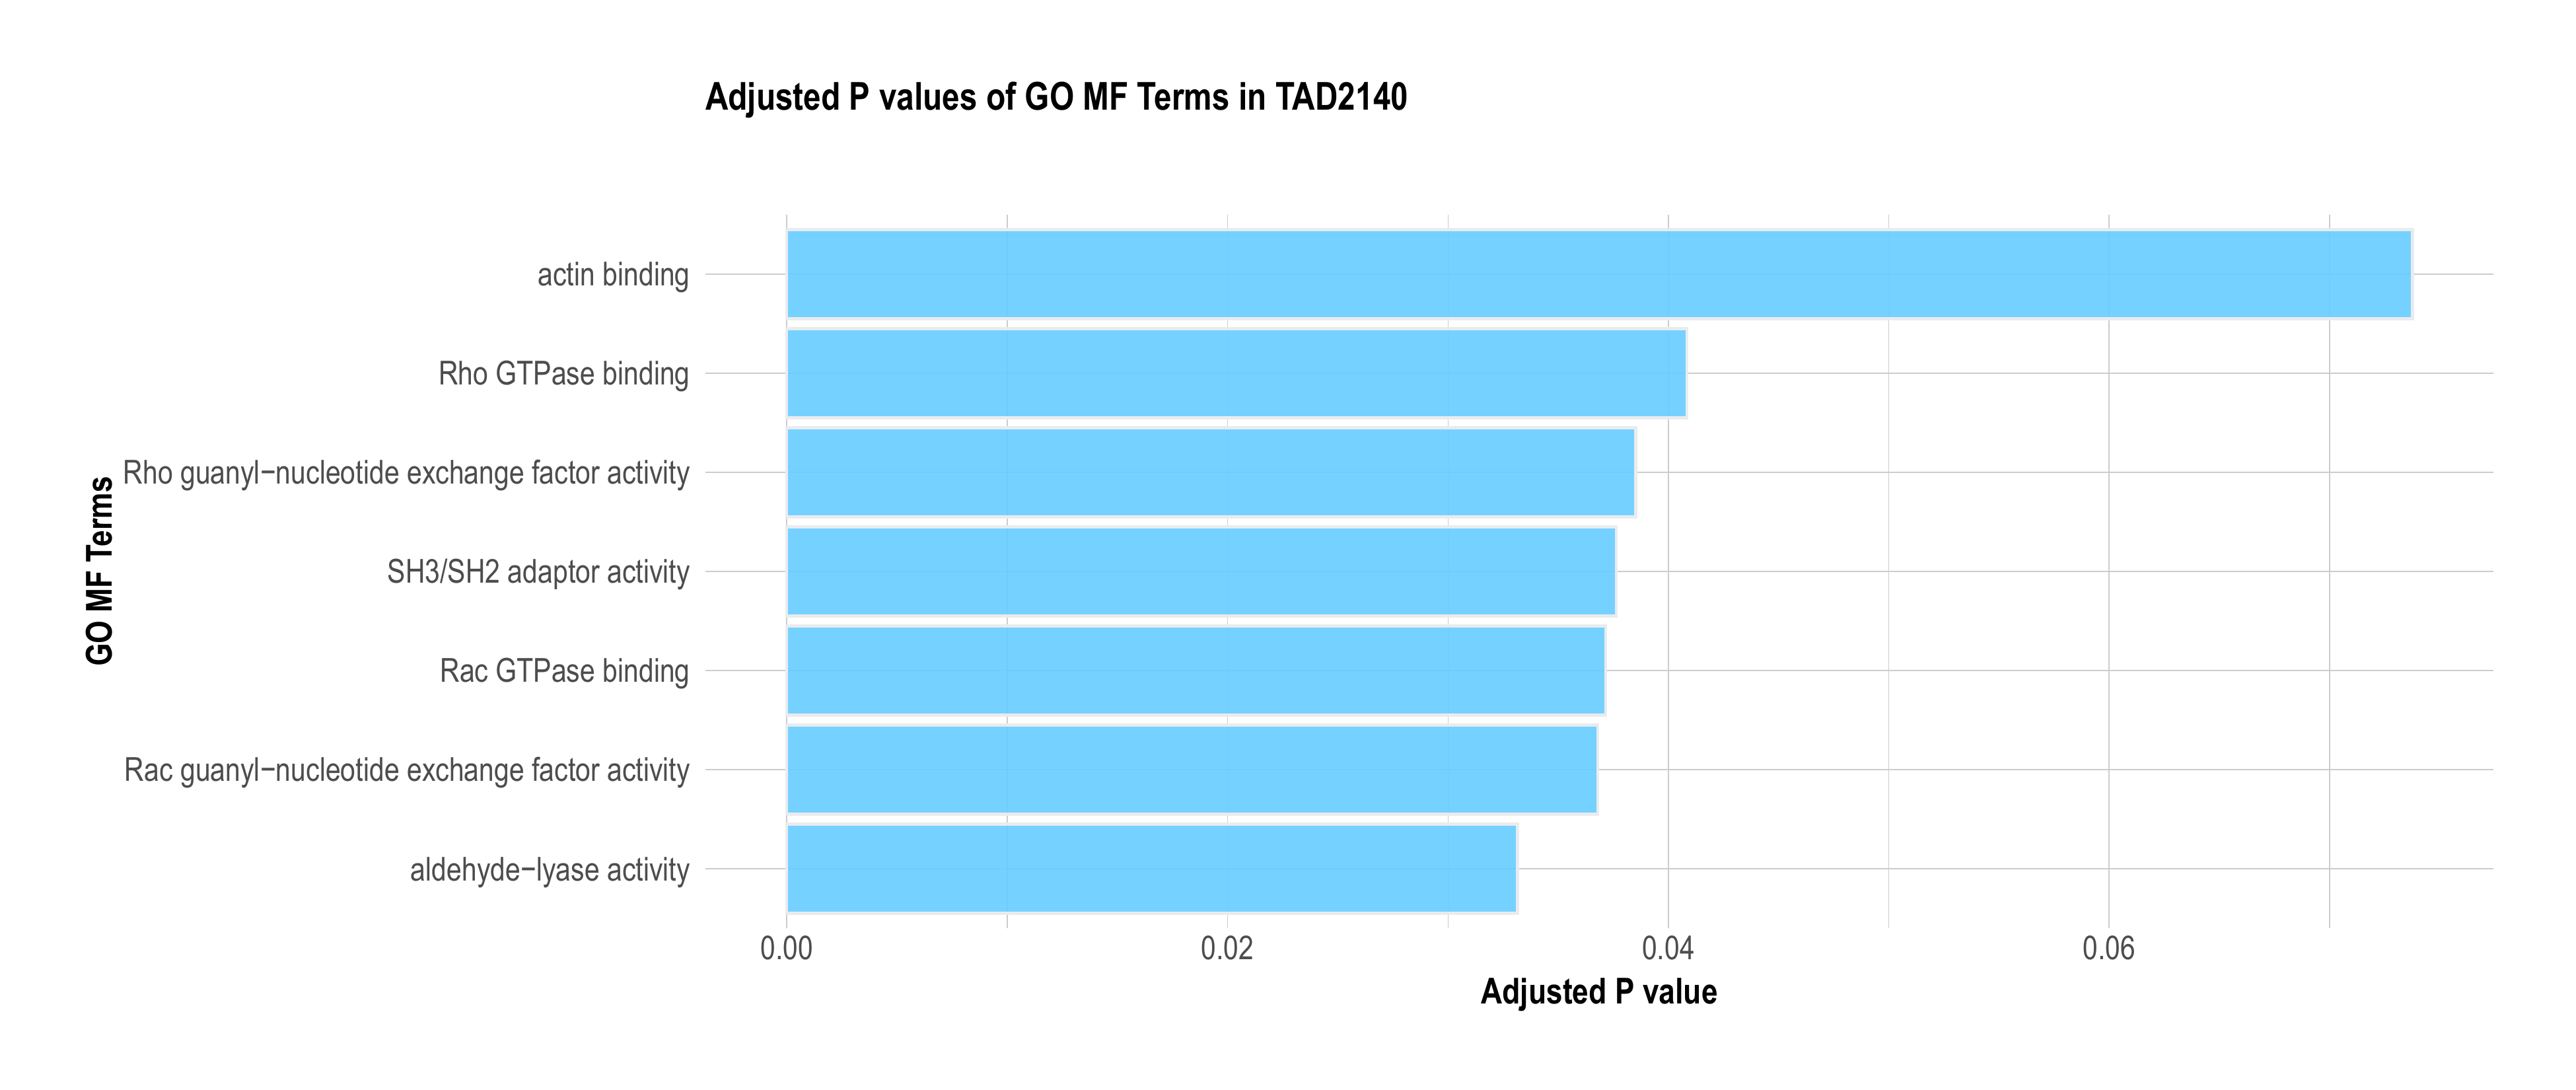 Adjusted P values of GO MF Terms in TAD2140
GO MF Terms
actin binding
Rho GTPase binding
Rho guanyl−nucleotide exchange factor activity
SH3/SH2 adaptor activity
Rac GTPase binding
Rac guanyl−nucleotide exchange factor activity
aldehyde−lyase activity
0.00 0.02 0.04 0.06
Adjusted P value